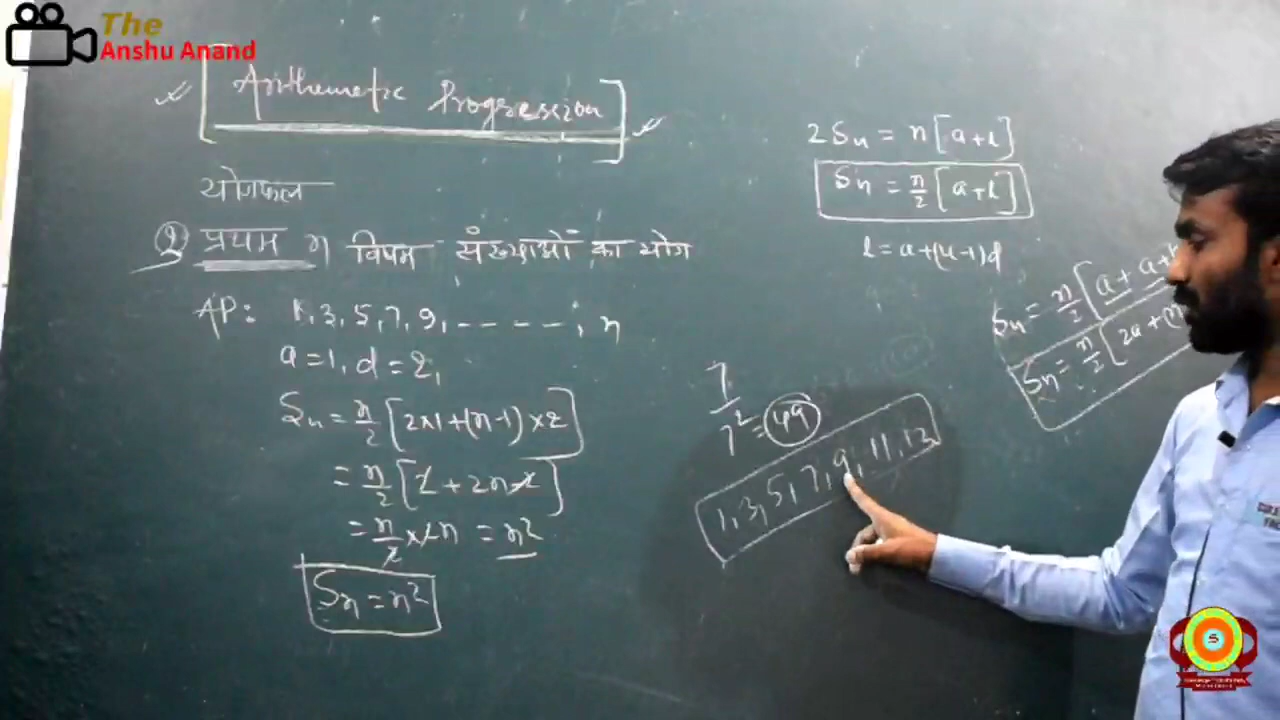 The
Anshu Anand
Arithmetic Progression
योगफल
2 प्रथम n विषम संख्याओं का योग
AP: 1, 3, 5, 7, 9, -----, n
a = 1, d = 2,
Sn = n/2 [2×1+(n-1)×2]
= n/2 [2 + 2n - 2]
= n/2 × 2n = n²
Sn = n²
2Sn = n[a+l]
Sn = n/2 [a+l]
l = a+(n-1)d
Sn = n/2 [a + a +
Sn = n/2 [2a + (n
7
7² = 49
1, 3, 5, 7, 9, 11, 13
S